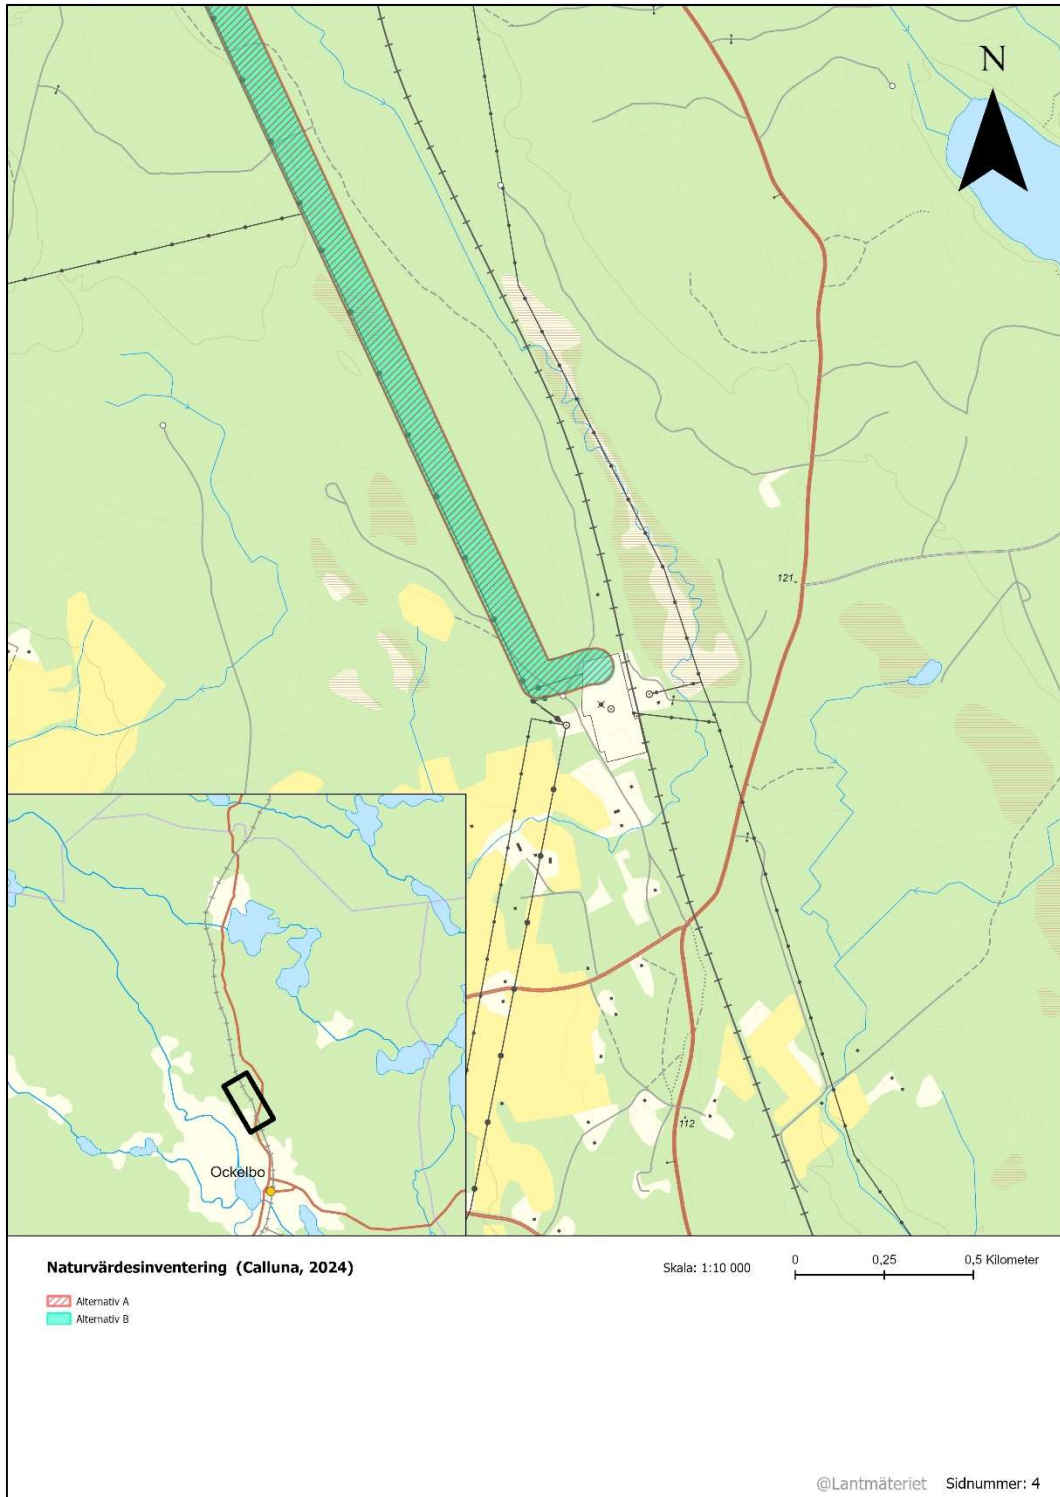 N
121
112
Ockelbo
Naturvärdesinventering (Calluna, 2024)
Skala: 1:10 000
0 0,25 0,5 Kilometer
Alternativ A
Alternativ B
@Lantmäteriet Sidnummer: 4